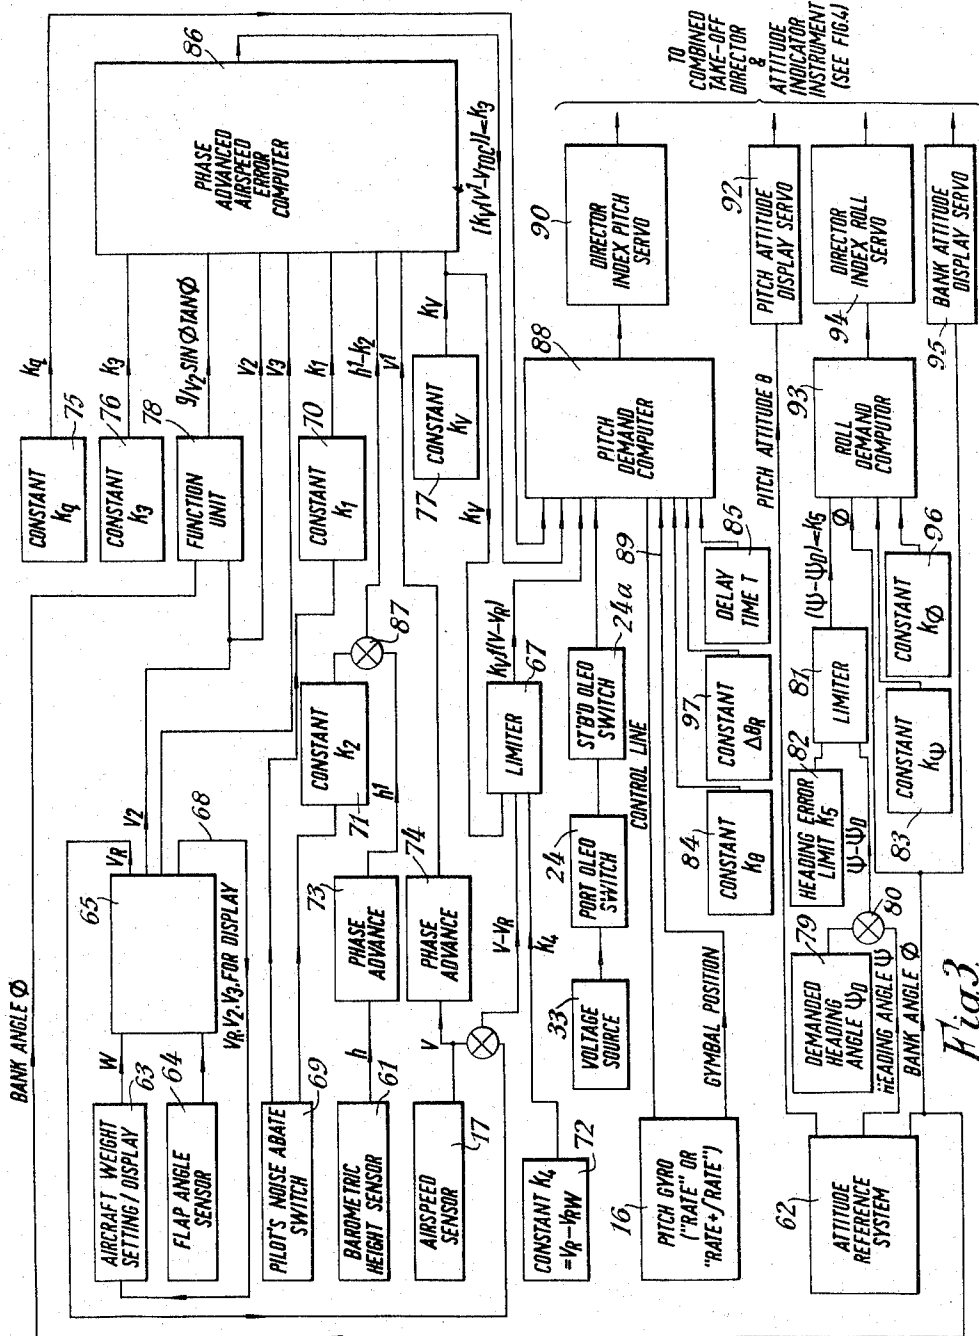 BANK ANGLE Ø
86
PHASE
ADVANCED
AIRSPEED
ERROR
COMPUTER
[KV(V¹-VTOC)]=K3
TO
COMBINED
TAKE-OFF
DIRECTOR
&
ATTITUDE
INDICATOR
INSTRUMENT
(SEE FIG.4)
Kq
K3
g/V2 SIN Ø TAN Ø
V2
V3
K1
h¹-K2
V¹
KV
75
CONSTANT
Kq
76
CONSTANT
K3
78
FUNCTION
UNIT
70
CONSTANT
K1
77
CONSTANT
KV
KV
87
CONSTANT
K2
71
h¹
65
VR
V2
68
VR.V2.V3.FOR DISPLAY
73
PHASE
ADVANCE
74
PHASE
ADVANCE
W
63
AIRCRAFT WEIGHT
SETTING/DISPLAY
64
FLAP ANGLE
SENSOR
69
PILOT'S NOISE ABATE
SWITCH
h
61
BAROMETRIC
HEIGHT SENSOR
V
17
AIRSPEED
SENSOR
V-VR
K4
72
CONSTANT K4
=VR-VRW
67
LIMITER
KVJ(V-VR)
33
VOLTAGE
SOURCE
24
PORT OLEO
SWITCH
24a
ST'B'D OLEO
SWITCH
CONTROL LINE
89
88
PITCH
DEMAND
COMPUTER
90
DIRECTOR
INDEX PITCH
SERVO
16
PITCH GYRO
("RATE" OR
"RATE+∫RATE")
GYMBAL POSITION
84
CONSTANT
Kθ
97
CONSTANT
ΔθR
85
DELAY
TIME T
PITCH ATTITUDE θ
92
PITCH ATTITUDE
DISPLAY SERVO
62
ATTITUDE
REFERENCE
SYSTEM
79
DEMANDED
HEADING
ANGLE ψD
HEADING ANGLE ψ
BANK ANGLE Ø
80
ψ-ψD
82
HEADING ERROR
LIMIT K5
81
LIMITER
(ψ-ψD)=K5
Ø
83
CONSTANT
Kψ
96
CONSTANT
KØ
93
ROLL
DEMAND
COMPUTOR
94
DIRECTOR
INDEX ROLL
SERVO
95
BANK ATTITUDE
DISPLAY SERVO
Fig.3.